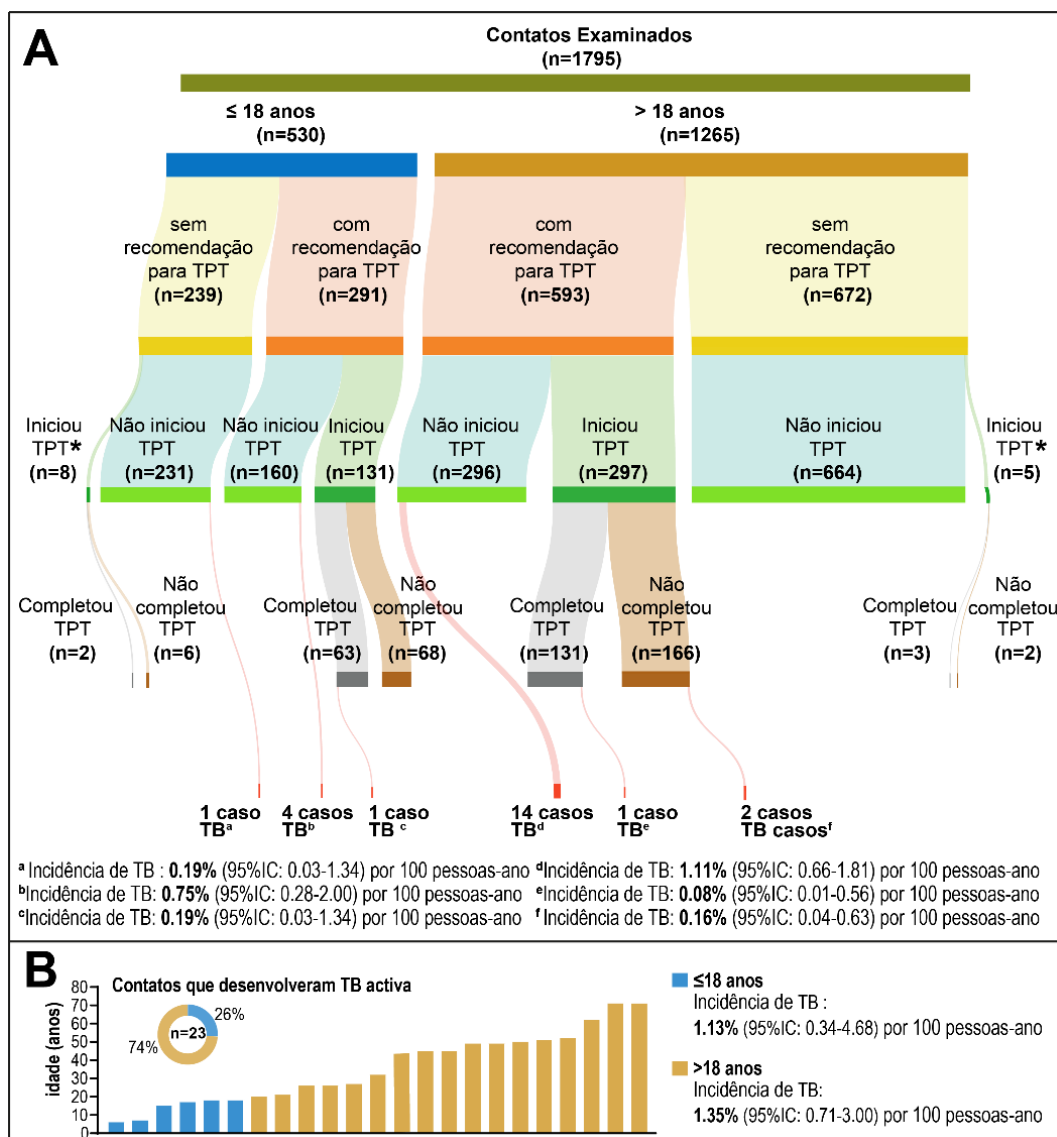 A
Contatos Examinados
(n=1795)
≤ 18 anos
(n=530)
> 18 anos
(n=1265)
sem
recomendação
para TPT
(n=239)
com
recomendação
para TPT
(n=291)
com
recomendação
para TPT
(n=593)
sem
recomendação
para TPT
(n=672)
Iniciou
TPT*
(n=8)
Não iniciou
TPT
(n=231)
Não iniciou
TPT
(n=160)
Iniciou
TPT
(n=131)
Não iniciou
TPT
(n=296)
Iniciou
TPT
(n=297)
Não iniciou
TPT
(n=664)
Iniciou
TPT*
(n=5)
Completou
TPT
(n=2)
Não
completou
TPT
(n=6)
Completou
TPT
(n=63)
Não
completou
TPT
(n=68)
Completou
TPT
(n=131)
Não
completou
TPT
(n=166)
Completou
TPT
(n=3)
Não
completou
TPT
(n=2)
1 caso
TBᵃ
4 casos
TBᵇ
1 caso
TB ᶜ
14 casos
TBᵈ
1 caso
TBᵉ
2 casos
TB casosᶠ
ᵃ Incidência de TB : 0.19% (95%IC: 0.03-1.34) por 100 pessoas-ano
ᵇIncidência de TB: 0.75% (95%IC: 0.28-2.00) por 100 pessoas-ano
ᶜIncidência de TB: 0.19% (95%IC: 0.03-1.34) por 100 pessoas-ano
ᵈIncidência de TB: 1.11% (95%IC: 0.66-1.81) por 100 pessoas-ano
ᵉ Incidência de TB: 0.08% (95%IC: 0.01-0.56) por 100 pessoas-ano
ᶠ Incidência de TB: 0.16% (95%IC: 0.04-0.63) por 100 pessoas-ano
B
Contatos que desenvolveram TB activa
idade (anos)
80
70
60
50
40
30
20
10
0
n=23
26%
74%
≤18 anos
Incidência de TB :
1.13% (95%IC: 0.34-4.68) por 100 pessoas-ano
>18 anos
Incidência de TB:
1.35% (95%IC: 0.71-3.00) por 100 pessoas-ano